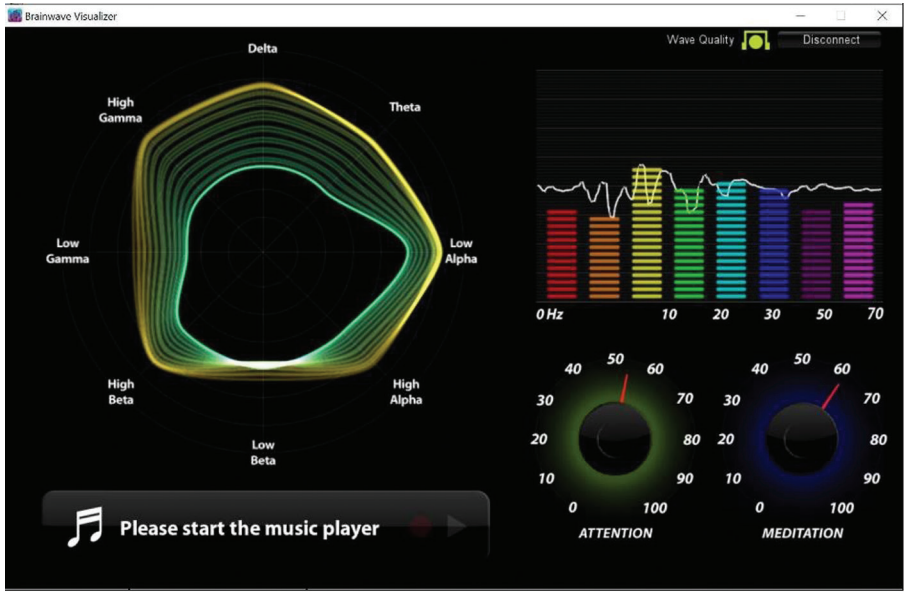 Brainwave Visualizer
Wave Quality
Disconnect
Delta
High
Gamma
Theta
Low
Gamma
Low
Alpha
High
Beta
High
Alpha
Low
Beta
0 Hz 10 20 30 50 70
Please start the music player
0 10 20 30 40 50 60 70 80 90 100
ATTENTION
0 10 20 30 40 50 60 70 80 90 100
MEDITATION